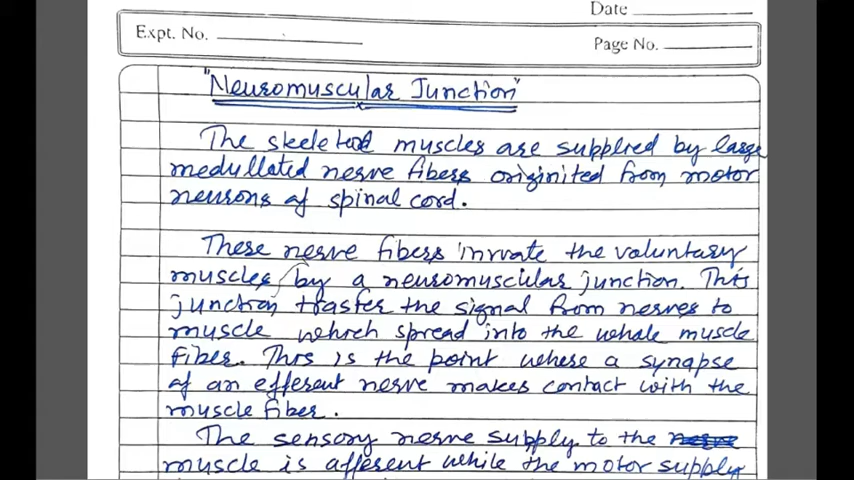 Date
Expt. No.
Page No.
"Neuromuscular Junction"
The skeletal muscles are supplied by large
medullated nerve fibers originited from motor
neurons of spinal cord.
These nerve fibers invate the voluntary
muscles by a neuromuscular junction. This
junction trasfer the signal from nerves to
muscle which spread into the whole muscle
fiber. This is the point where a synapse
of an efferent nerve makes contact with the
muscle fiber.
The sensory nerve supply to the
muscle is afferent while the motor supply